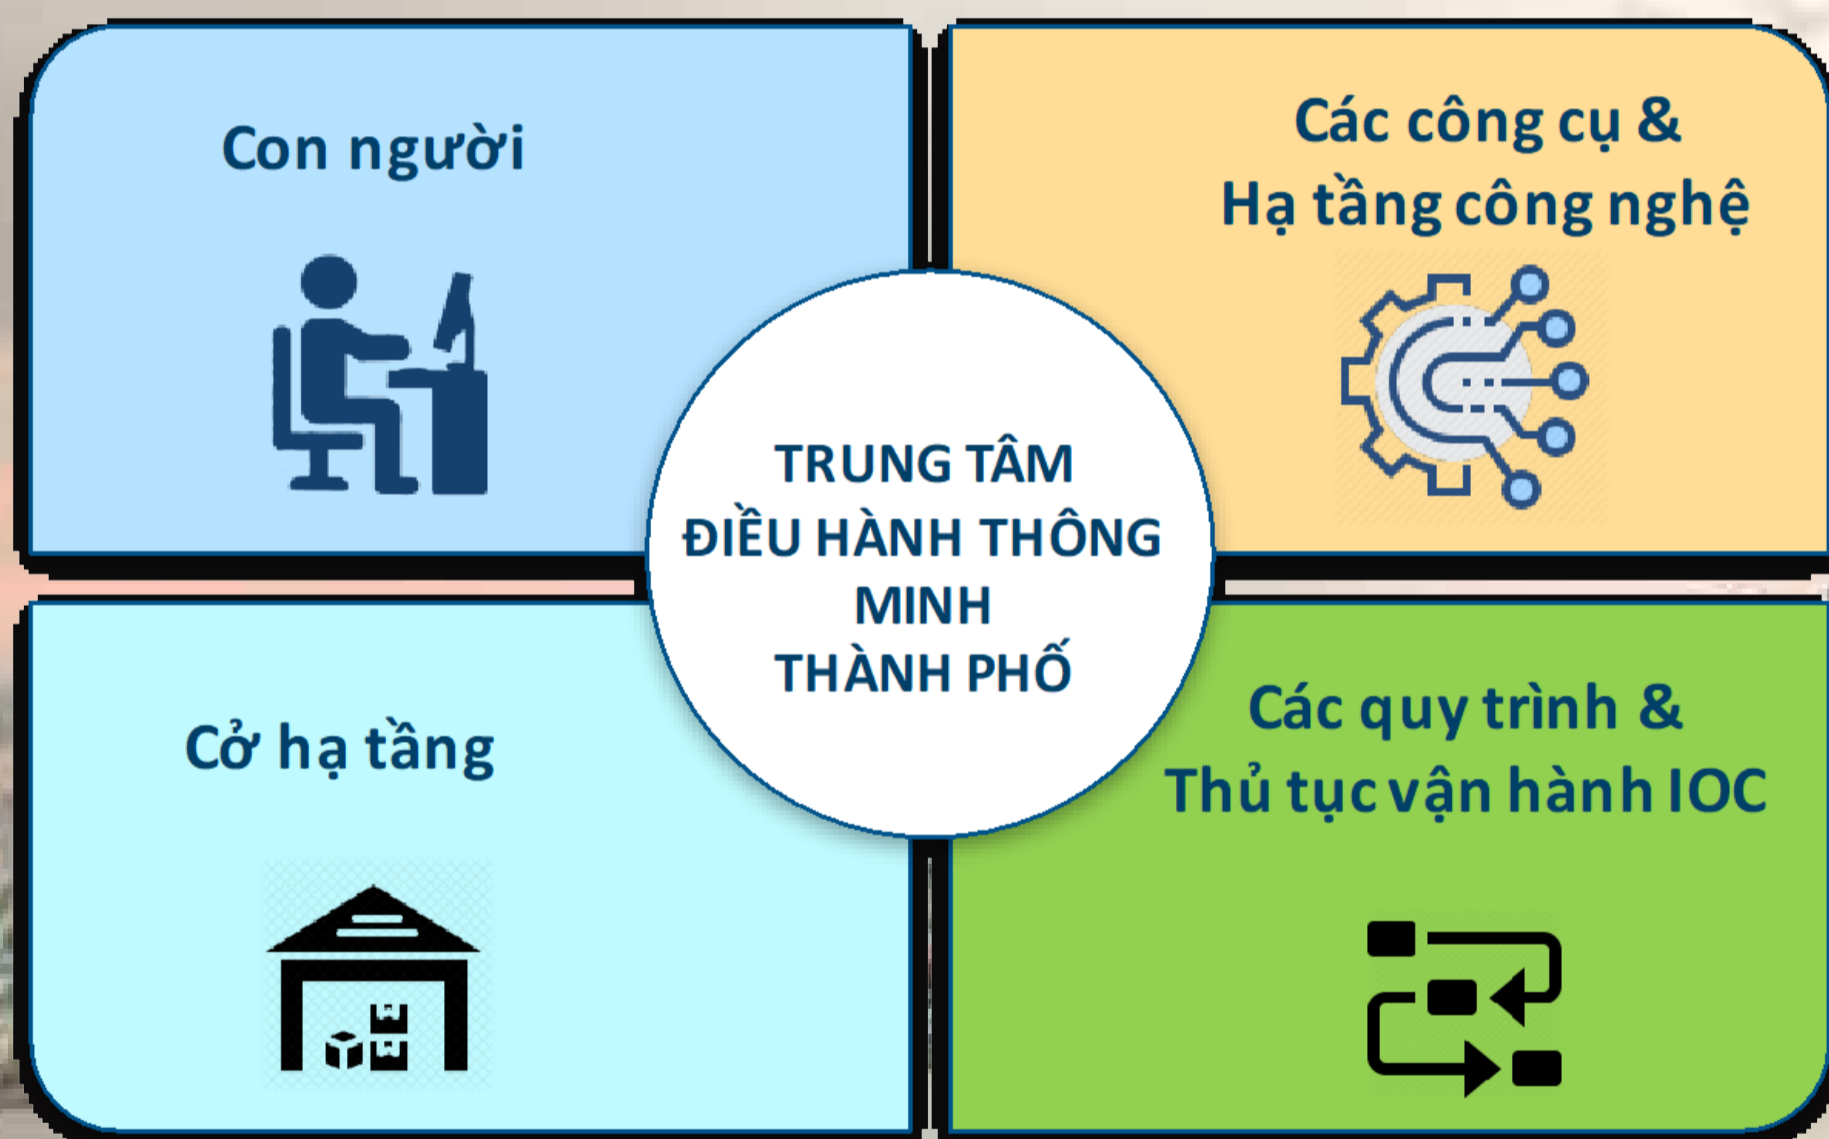 Con người
Các công cụ &
Hạ tầng công nghệ
TRUNG TÂM
ĐIỀU HÀNH THÔNG
MINH
THÀNH PHỐ
Cở hạ tầng
Các quy trình &
Thủ tục vận hành IOC